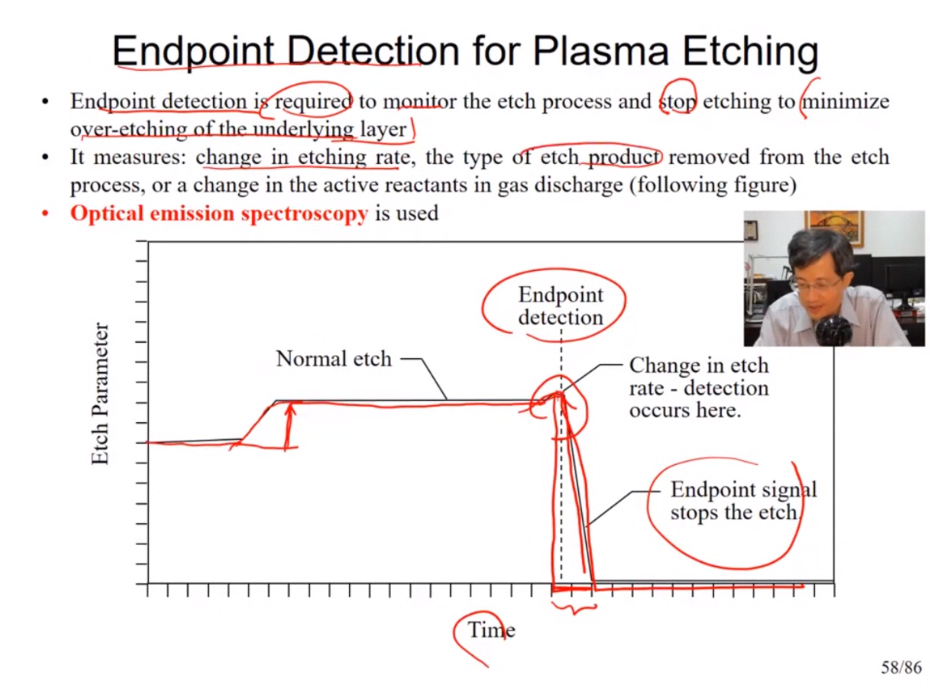 Endpoint Detection for Plasma Etching
• Endpoint detection is required to monitor the etch process and stop etching to minimize
over-etching of the underlying layer
• It measures: change in etching rate, the type of etch product removed from the etch
process, or a change in the active reactants in gas discharge (following figure)
• Optical emission spectroscopy is used
Endpoint
detection
Normal etch
Change in etch
rate - detection
occurs here.
Etch Parameter
Endpoint signal
stops the etch.
Time
58/86